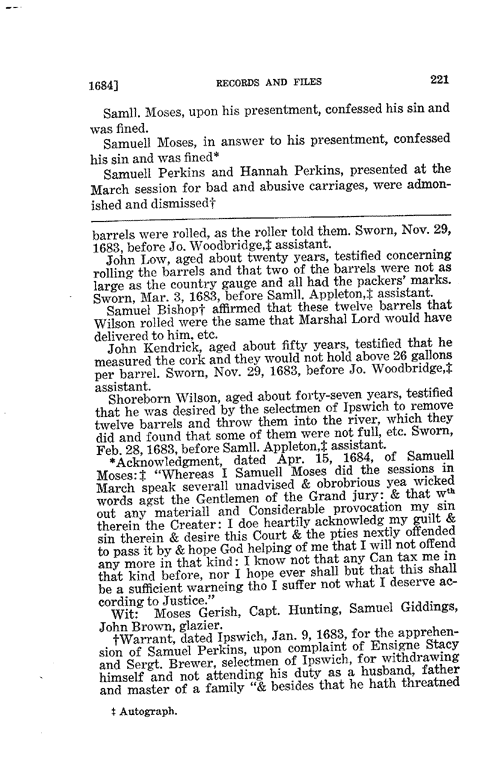 1684] RECORDS AND FILES 221
Samll. Moses, upon his presentment, confessed his sin and
was fined.
Samuell Moses, in answer to his presentment, confessed
his sin and was fined*
Samuell Perkins and Hannah Perkins, presented at the
March session for bad and abusive carriages, were admon-
ished and dismissed†
barrels were rolled, as the roller told them. Sworn, Nov. 29,
1683, before Jo. Woodbridge,‡ assistant.
John Low, aged about twenty years, testified concerning
rolling the barrels and that two of the barrels were not as
large as the country gauge and all had the packers' marks.
Sworn, Mar. 3, 1683, before Samll. Appleton,‡ assistant.
Samuel Bishop† affirmed that these twelve barrels that
Wilson rolled were the same that Marshal Lord would have
delivered to him, etc.
John Kendrick, aged about fifty years, testified that he
measured the cork and they would not hold above 26 gallons
per barrel. Sworn, Nov. 29, 1683, before Jo. Woodbridge,‡
assistant.
Shoreborn Wilson, aged about forty-seven years, testified
that he was desired by the selectmen of Ipswich to remove
twelve barrels and throw them into the river, which they
did and found that some of them were not full, etc. Sworn,
Feb. 28, 1683, before Samll. Appleton,‡ assistant.
*Acknowledgment, dated Apr. 15, 1684, of Samuell
Moses:‡ "Whereas I Samuell Moses did the sessions in
March speak severall unadvised & obrobrious yea wicked
words agst the Gentlemen of the Grand jury: & that wth
out any materiall and Considerable provocation my sin
therein the Creater: I doe heartily acknowledg my guilt &
sin therein & desire this Court & the pties nextly offended
to pass it by & hope God helping of me that I will not offend
any more in that kind: I know not that any Can tax me in
that kind before, nor I hope ever shall but that this shall
be a sufficient warneing tho I suffer not what I deserve ac-
cording to Justice."
Wit: Moses Gerish, Capt. Hunting, Samuel Giddings,
John Brown, glazier.
†Warrant, dated Ipswich, Jan. 9, 1683, for the apprehen-
sion of Samuel Perkins, upon complaint of Ensigne Stacy
and Sergt. Brewer, selectmen of Ipswich, for withdrawing
himself and not attending his duty as a husband, father
and master of a family "& besides that he hath threatned
‡ Autograph.